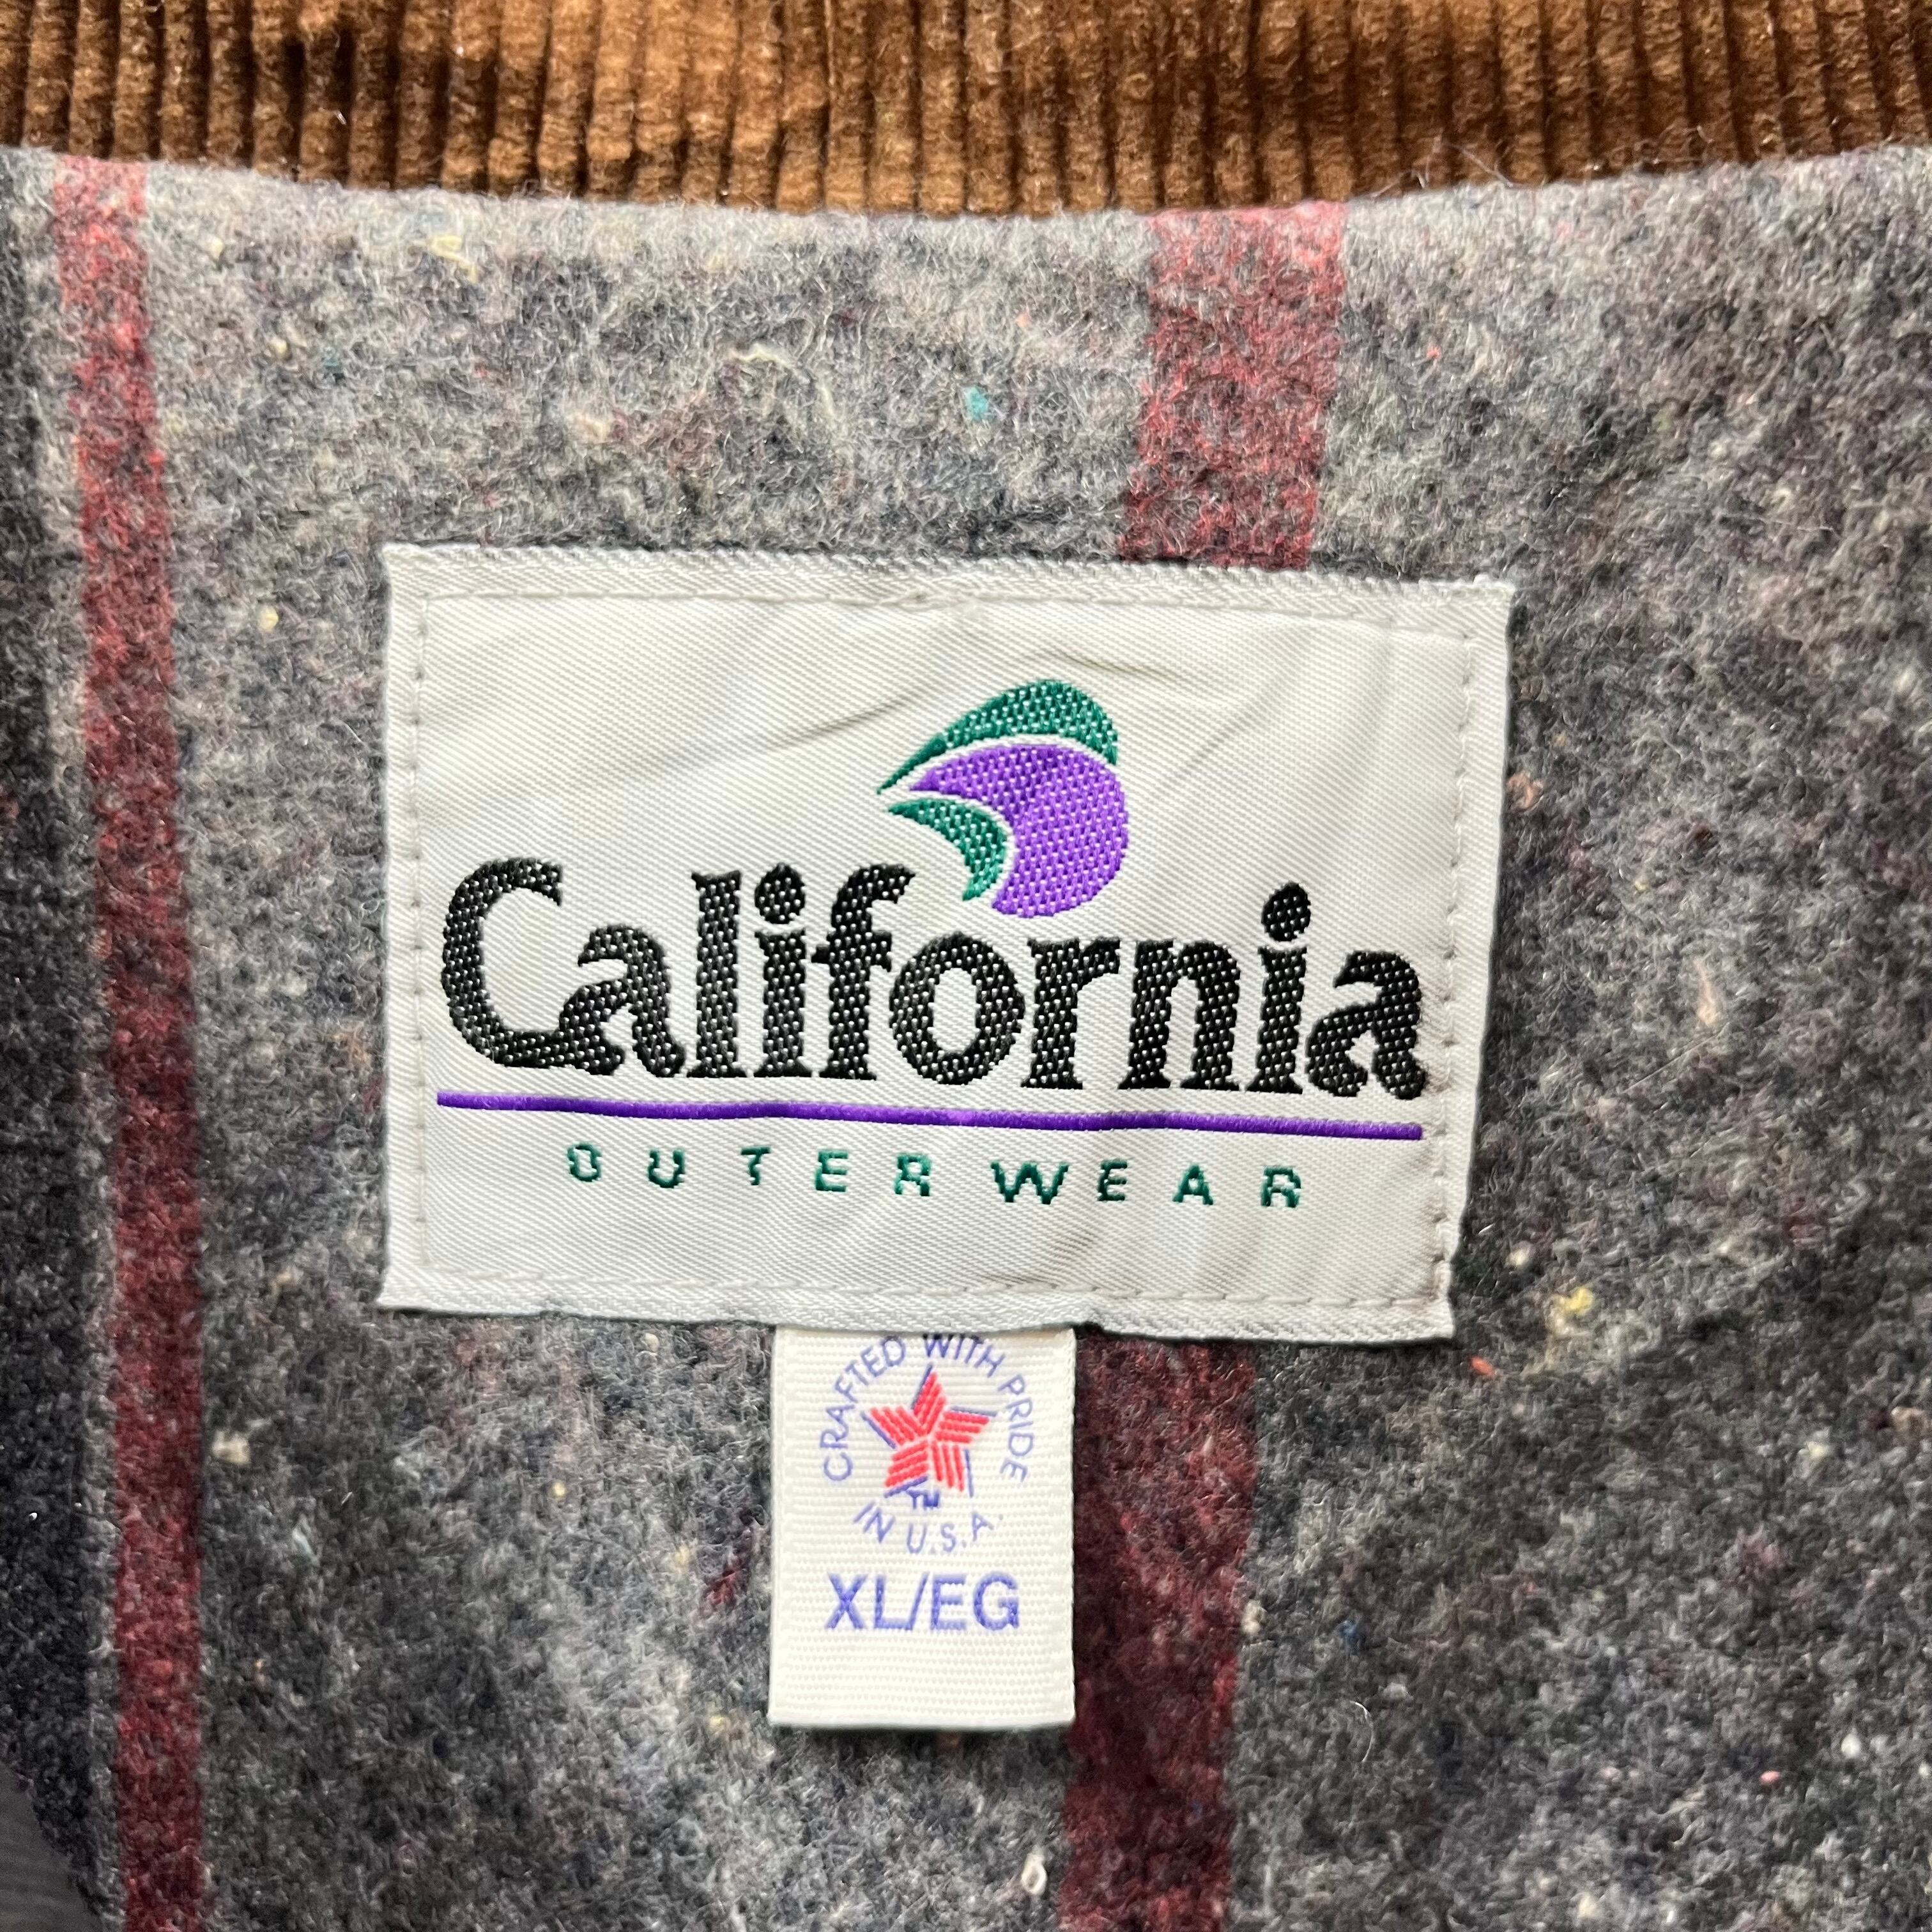 California
OUTERWEAR
CRAFTED WITH PRIDE
TM
IN U.S.A.
XL/EG